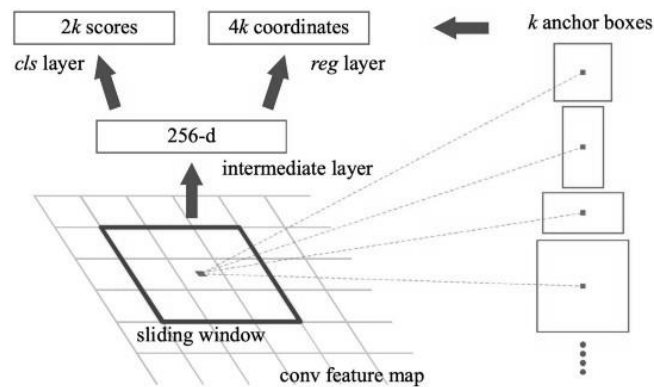 2k scores
4k coordinates
k anchor boxes
cls layer
reg layer
256-d
intermediate layer
sliding window
conv feature map